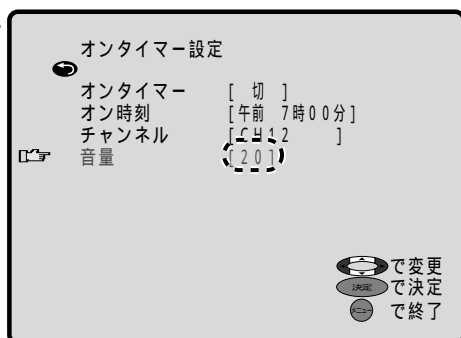 オンタイマー設定
オンタイマー [ 切 ]
オン時刻 [午前 7時00分]
チャンネル [CH12 ]
音量 [20]
で変更
決定 で決定
メニュー で終了